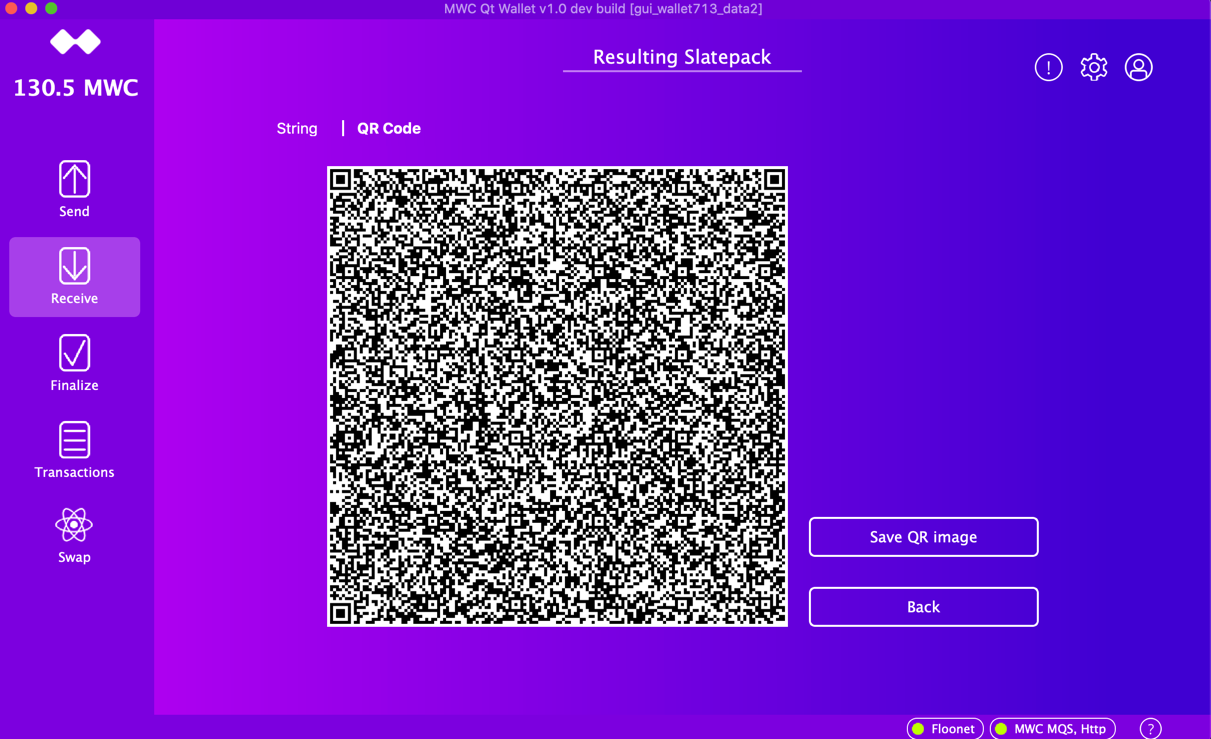 MWC Qt Wallet v1.0 dev build [gui_wallet713_data2]
130.5 MWC
Resulting Slatepack
String | QR Code
Send
Receive
Finalize
Transactions
Swap
Save QR image
Back
Floonet
MWC MQS, Http
?